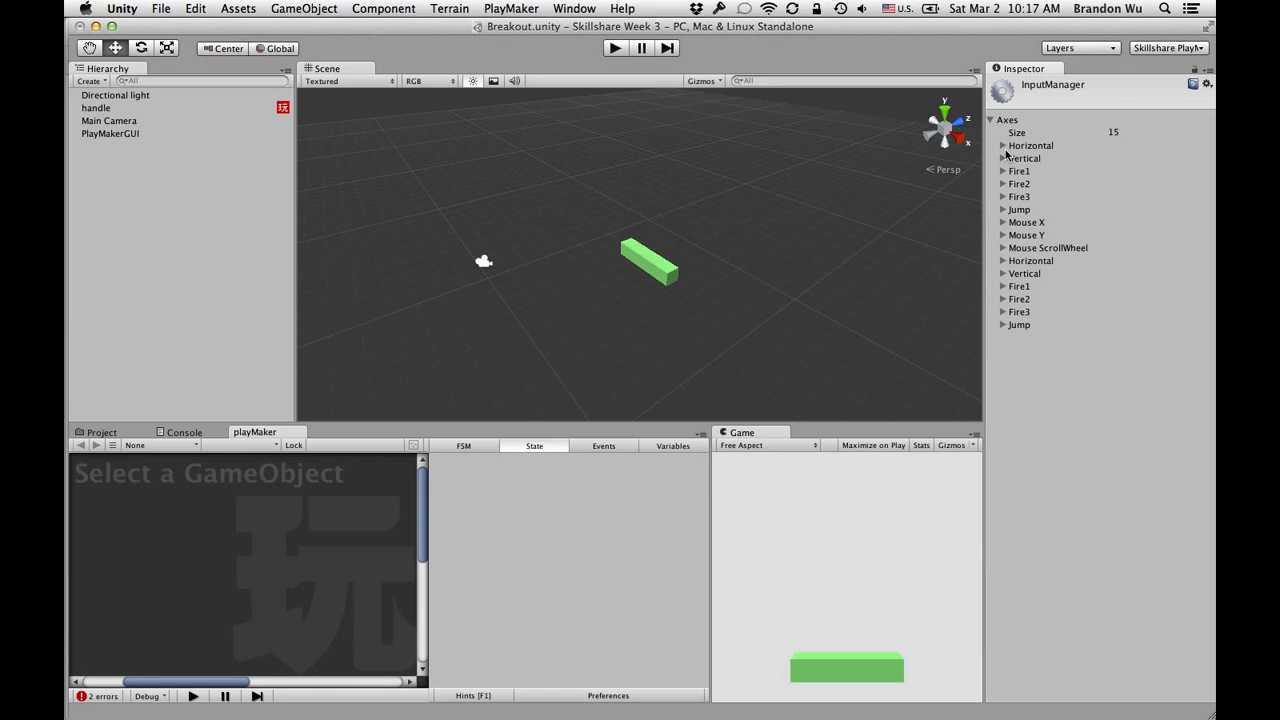 Unity File Edit Assets GameObject Component Terrain PlayMaker Window Help U.S. Sat Mar 2 10:17 AM Brandon Wu
Breakout.unity - Skillshare Week 3 - PC, Mac & Linux Standalone
Center Global Layers Skillshare PlayM
Hierarchy
Create All
Directional light
handle 玩
Main Camera
PlayMakerGUI
Scene
Textured RGB Gizmos All
y
z
x
Persp
Inspector
InputManager
Axes
Size 15
Horizontal
Vertical
Fire1
Fire2
Fire3
Jump
Mouse X
Mouse Y
Mouse ScrollWheel
Horizontal
Vertical
Fire1
Fire2
Fire3
Jump
Project Console playMaker
None Lock FSM State Events Variables
Select a GameObject
玩
2 errors Debug Hints [F1] Preferences
Game
Free Aspect Maximize on Play Stats Gizmos